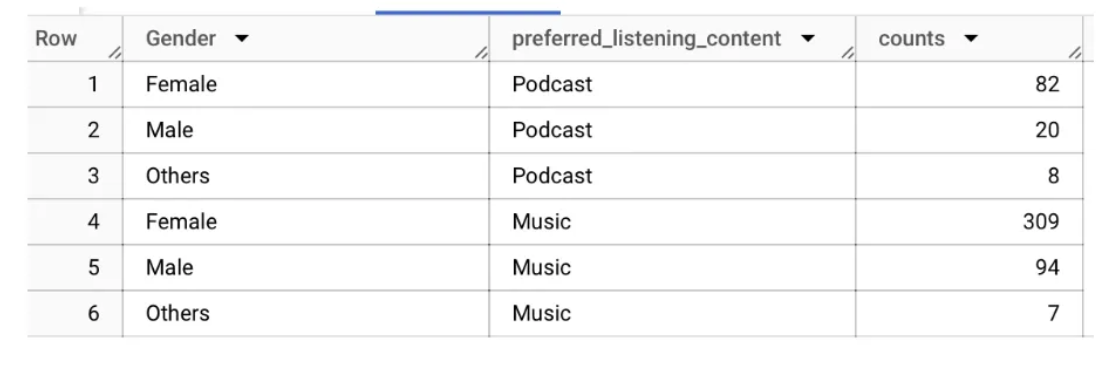 Row Gender preferred_listening_content counts
1 Female Podcast 82
2 Male Podcast 20
3 Others Podcast 8
4 Female Music 309
5 Male Music 94
6 Others Music 7